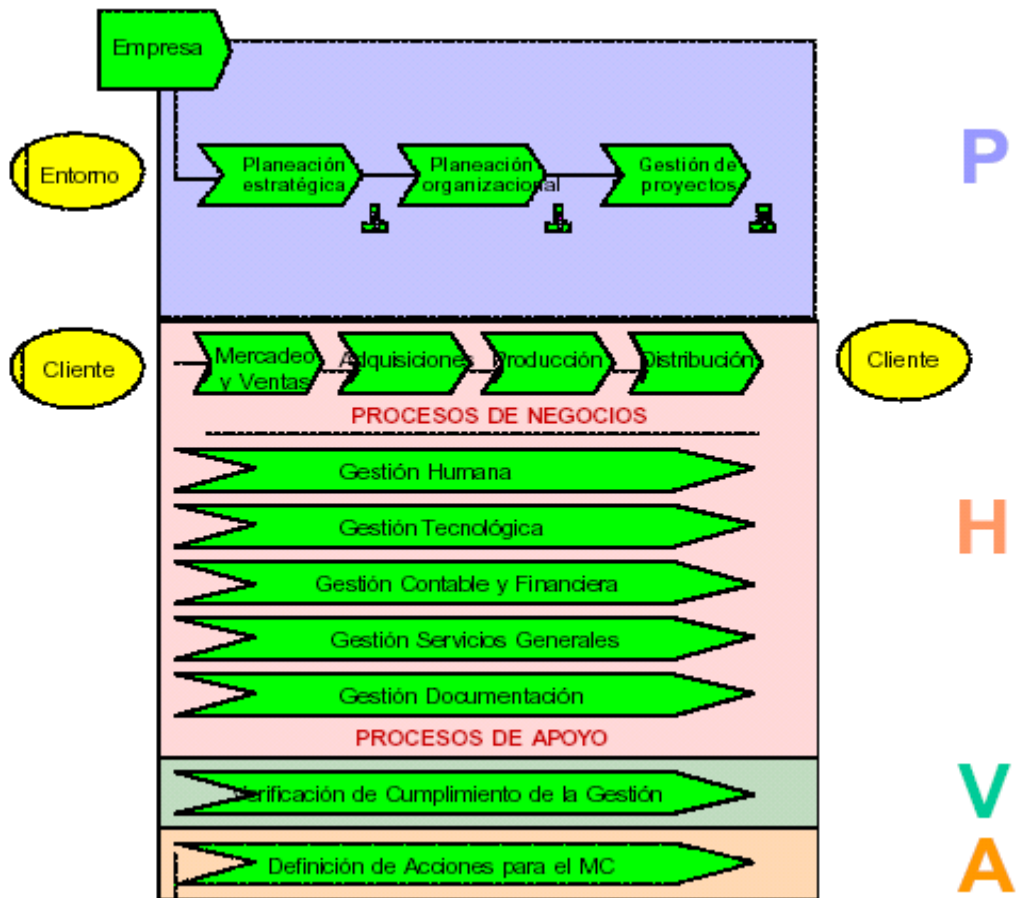 Empresa
P
Entorno
Planeación
estratégica
Planeación
organizacional
Gestión de
proyectos
Cliente
Mercadeo
y Ventas
Adquisiciones
Producción
Distribución
Cliente
PROCESOS DE NEGOCIOS
Gestión Humana
H
Gestión Tecnológica
Gestión Contable y Financiera
Gestión Servicios Generales
Gestión Documentación
PROCESOS DE APOYO
Verificación de Cumplimiento de la Gestión
V
Definición de Acciones para el MC
A